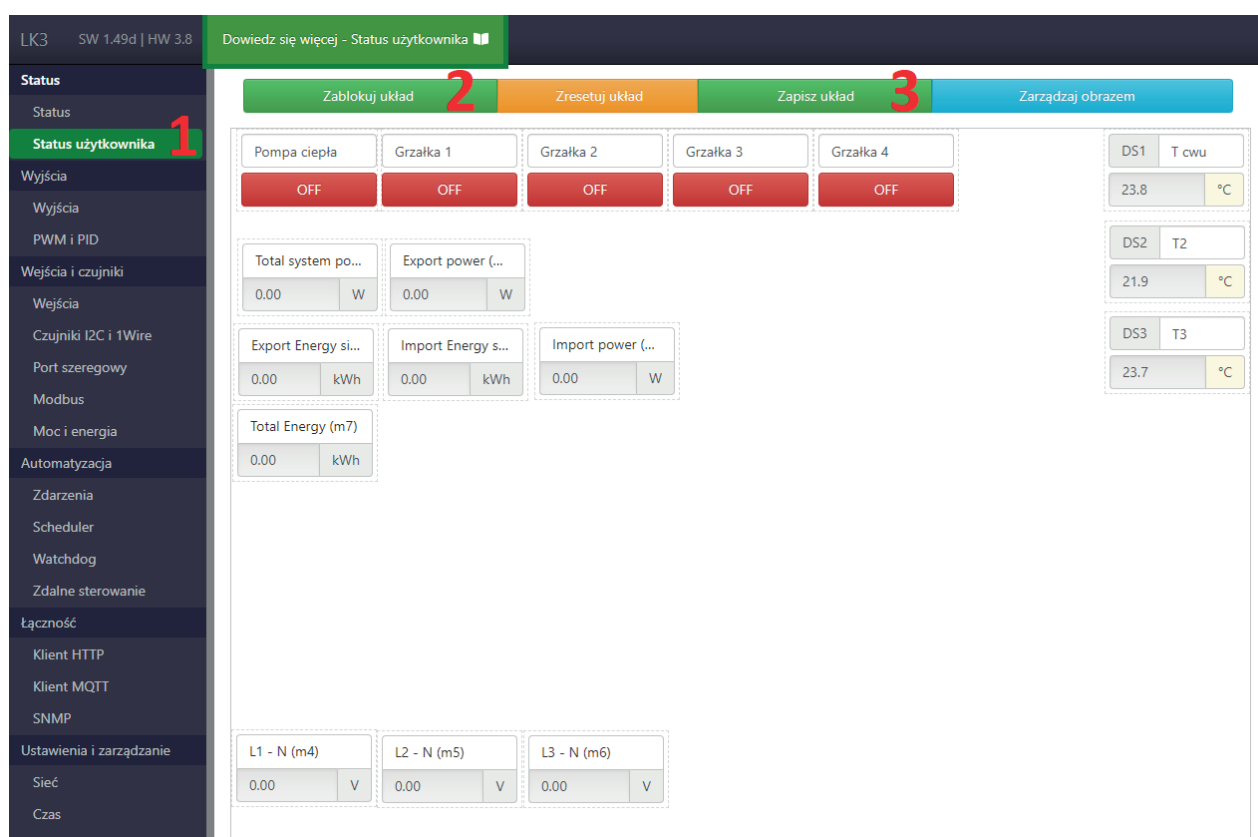 LK3 SW 1.49d | HW 3.8 Dowiedz się więcej - Status użytkownika
Status
Status
Status użytkownika 1
Wyjścia
Wyjścia
PWM i PID
Wejścia i czujniki
Wejścia
Czujniki I2C i 1Wire
Port szeregowy
Modbus
Moc i energia
Automatyzacja
Zdarzenia
Scheduler
Watchdog
Zdalne sterowanie
Łączność
Klient HTTP
Klient MQTT
SNMP
Ustawienia i zarządzanie
Sieć
Czas
Zablokuj układ 2 Zresetuj układ Zapisz układ 3 Zarządzaj obrazem
Pompa ciepła Grzałka 1 Grzałka 2 Grzałka 3 Grzałka 4
OFF OFF OFF OFF OFF
DS1 T cwu
23.8 °C
DS2 T2
21.9 °C
DS3 T3
23.7 °C
Total system po... Export power (...
0.00 W 0.00 W
Export Energy si... Import Energy s... Import power (...
0.00 kWh 0.00 kWh 0.00 W
Total Energy (m7)
0.00 kWh
L1 - N (m4) L2 - N (m5) L3 - N (m6)
0.00 V 0.00 V 0.00 V